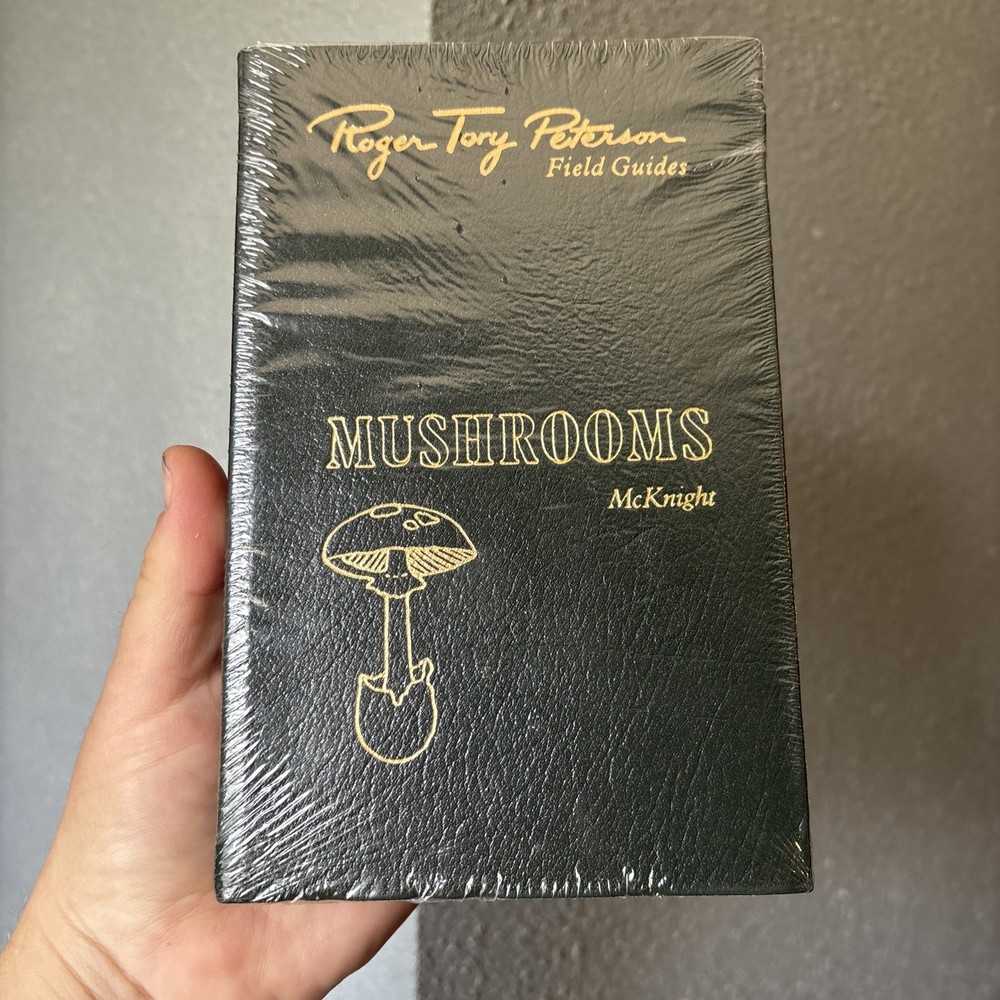 Roger Tory Peterson
Field Guides
MUSHROOMS
McKnight